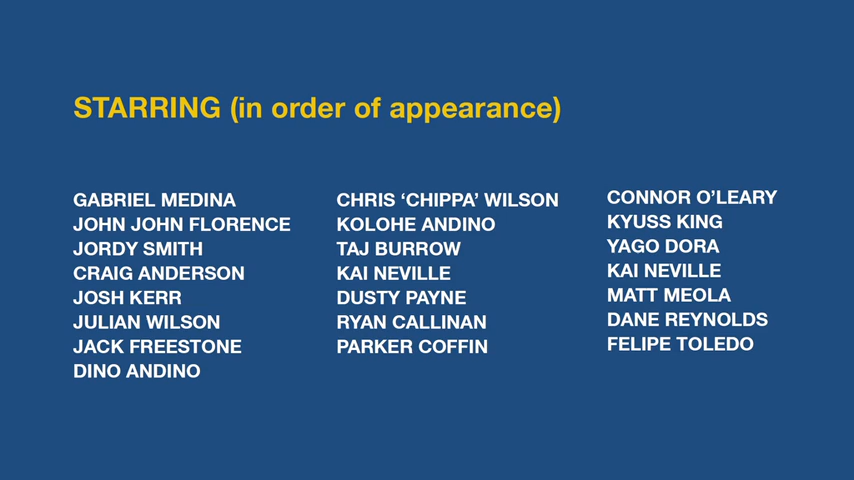 STARRING (in order of appearance)
GABRIEL MEDINA
JOHN JOHN FLORENCE
JORDY SMITH
CRAIG ANDERSON
JOSH KERR
JULIAN WILSON
JACK FREESTONE
DINO ANDINO
CHRIS ‘CHIPPA’ WILSON
KOLOHE ANDINO
TAJ BURROW
KAI NEVILLE
DUSTY PAYNE
RYAN CALLINAN
PARKER COFFIN
CONNOR O’LEARY
KYUSS KING
YAGO DORA
KAI NEVILLE
MATT MEOLA
DANE REYNOLDS
FELIPE TOLEDO